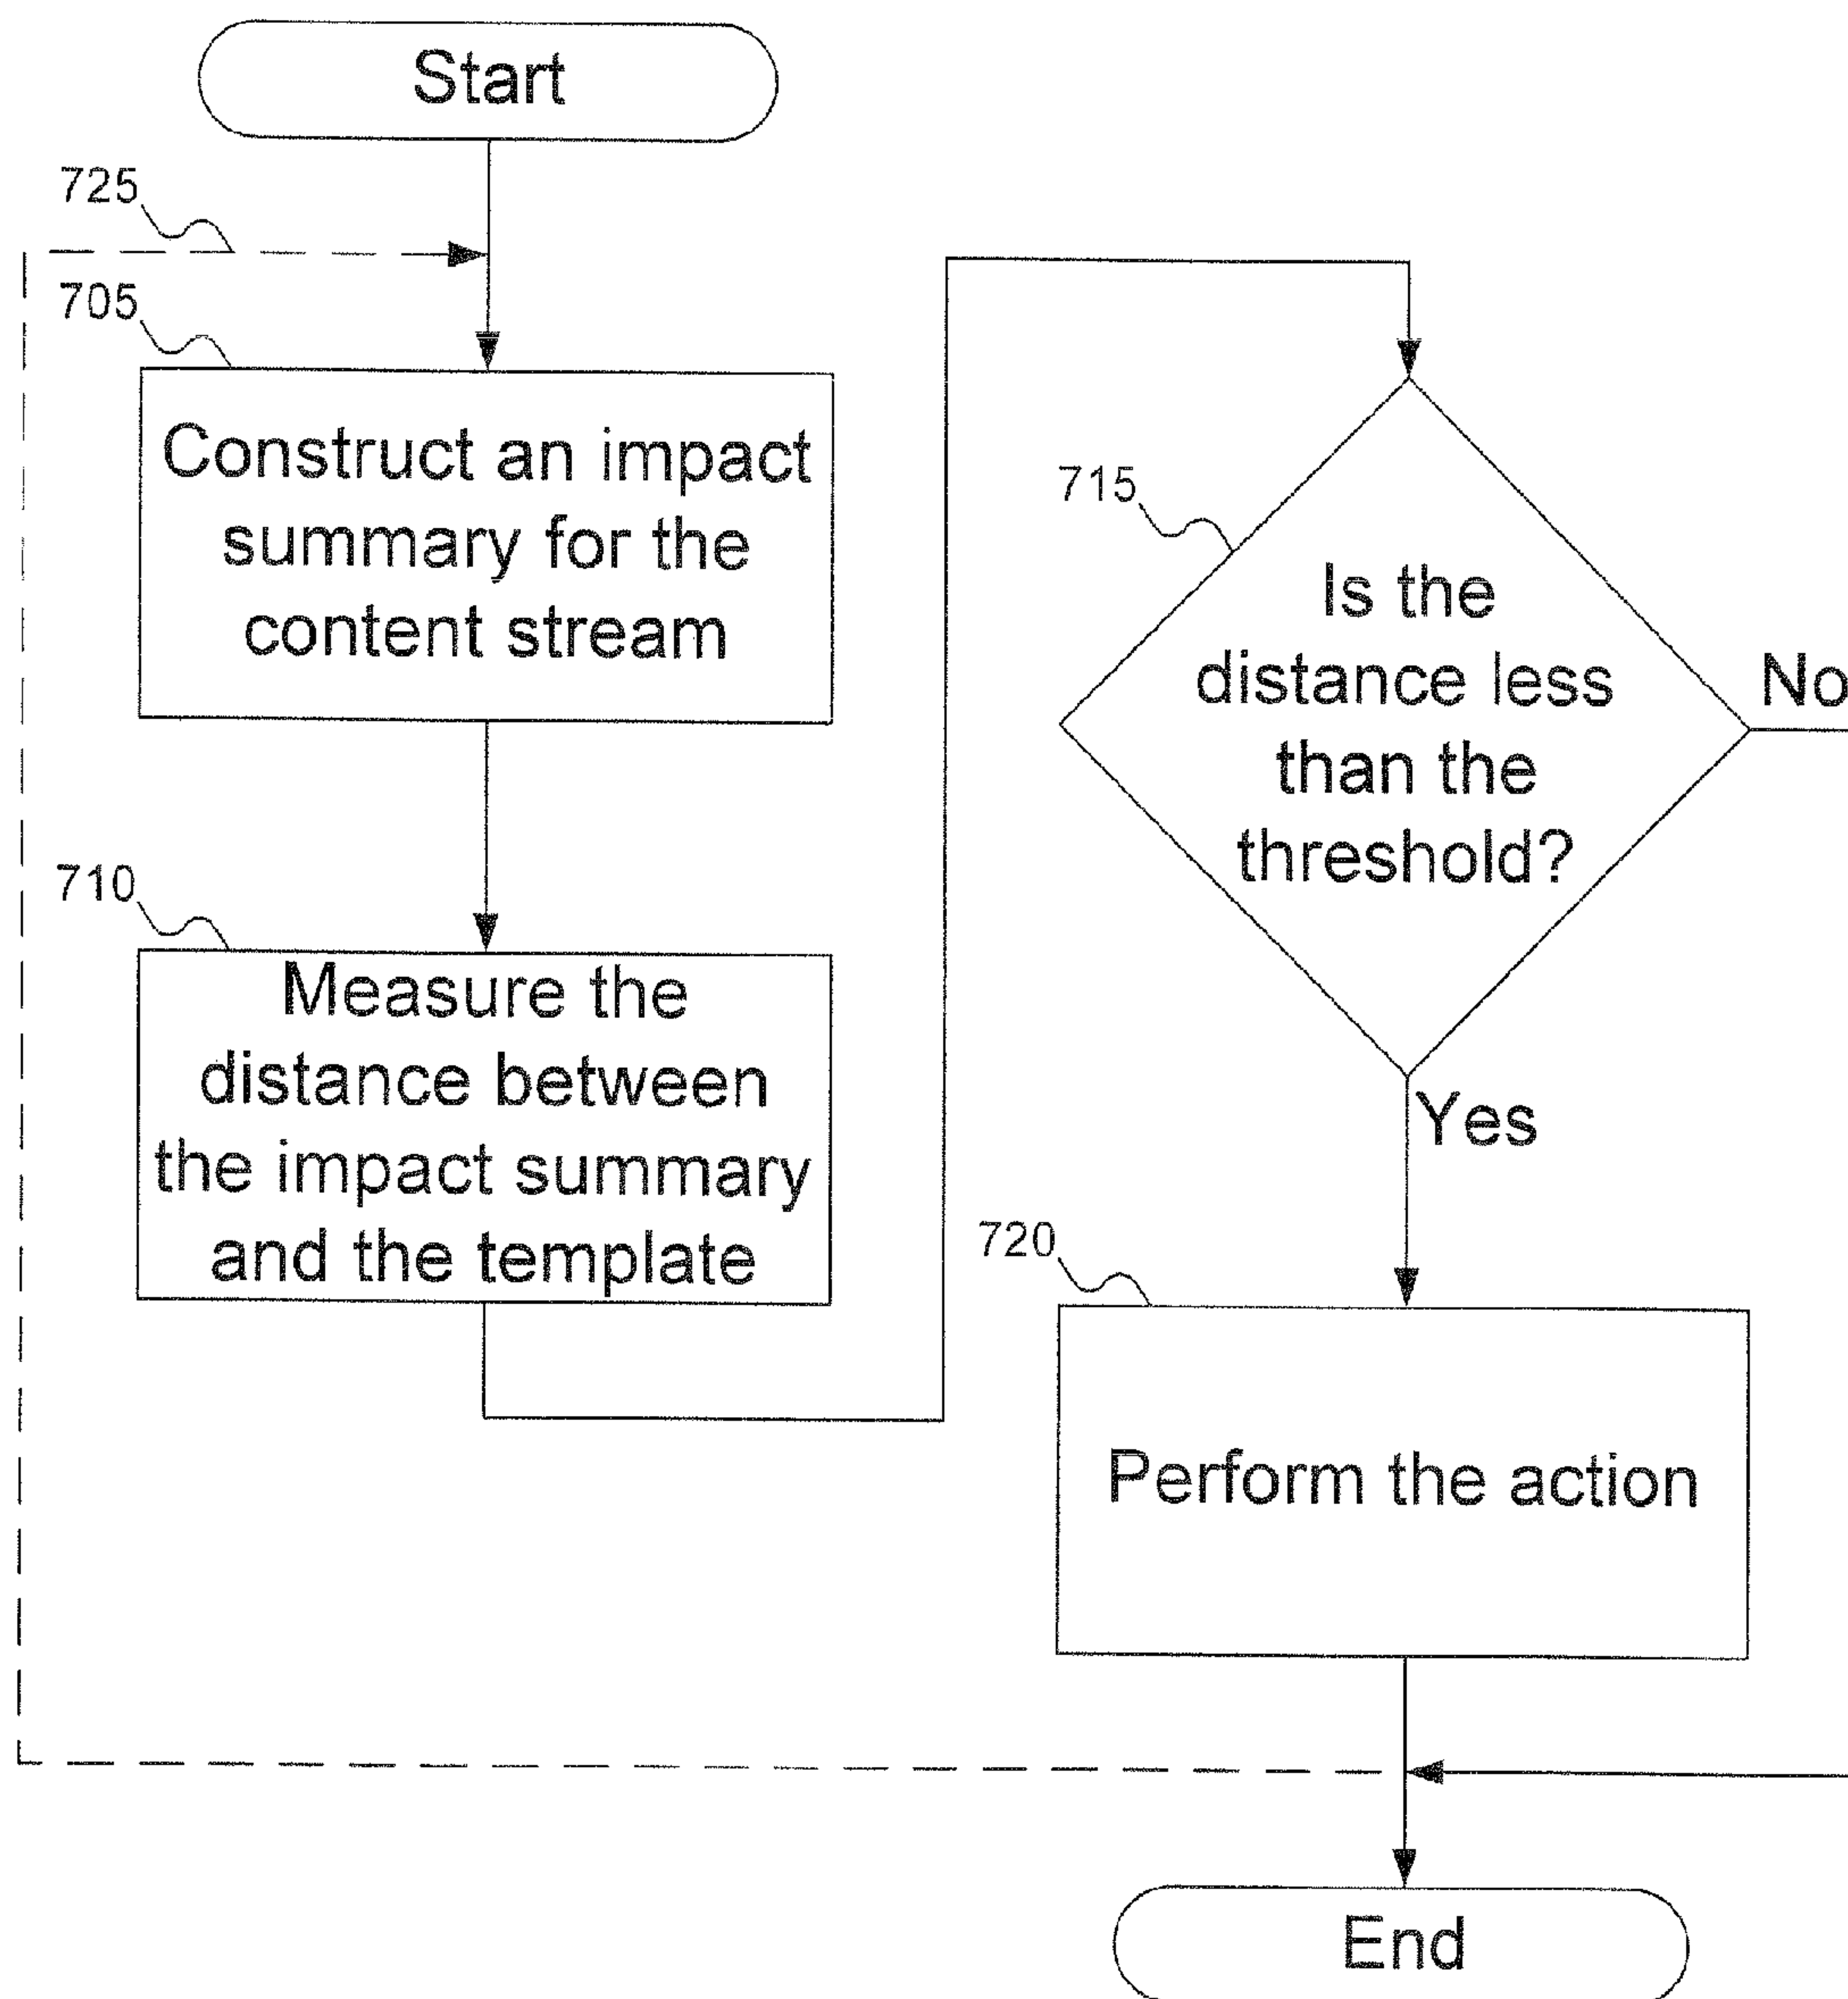 Start
725
705
Construct an impact
summary for the
content stream
710
Measure the
distance between
the impact summary
and the template
715
Is the
distance less
than the
threshold?
No
Yes
720
Perform the action
End